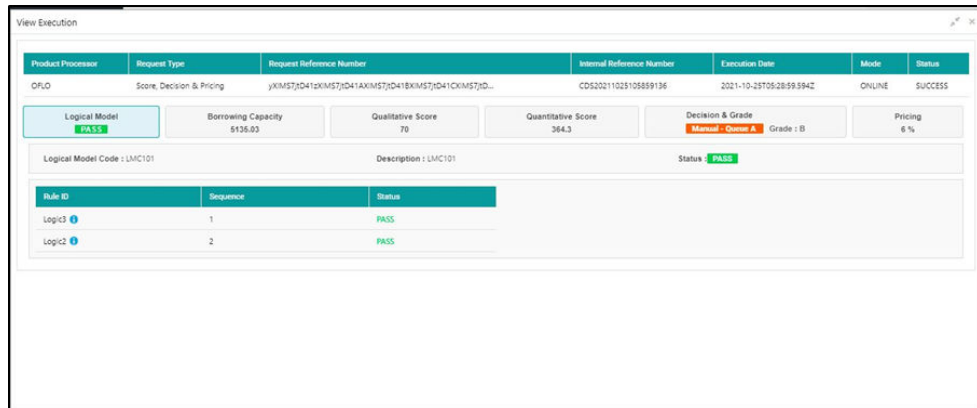 View Execution
Product Processor Request Type Request Reference Number Internal Reference Number Execution Date Mode Status
OFLO Score, Decision & Pricing CDS20211025105859136 2021-10-25T05:28:59.594Z ONLINE SUCCESS
Logical Model Borrowing Capacity Qualitative Score Quantitative Score Decision & Grade Pricing
PASS 5135.03 70 364.3 Manual - Queue A Grade : B 6 %
Logical Model Code : LMC101 Description : LMC101 Status : PASS
Rule ID Sequence Status
Logic3 1 PASS
Logic2 2 PASS